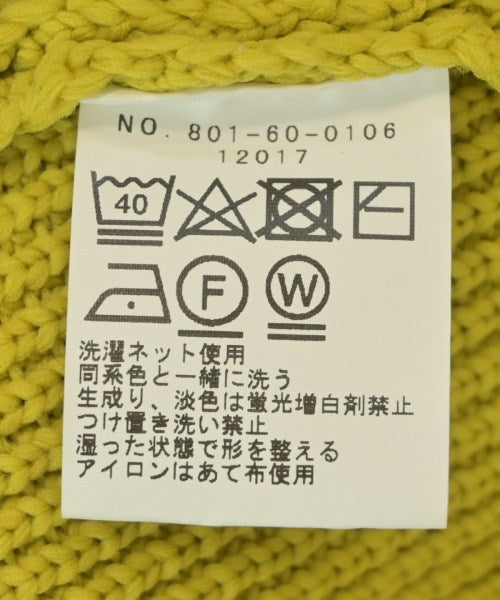 NO. 801-60-0106
12017
40
F W
洗濯ネット使用
同系色と一緒に洗う
生成り、淡色は蛍光増白剤禁止
つけ置き洗い禁止
湿った状態で形を整える
アイロンはあて布使用